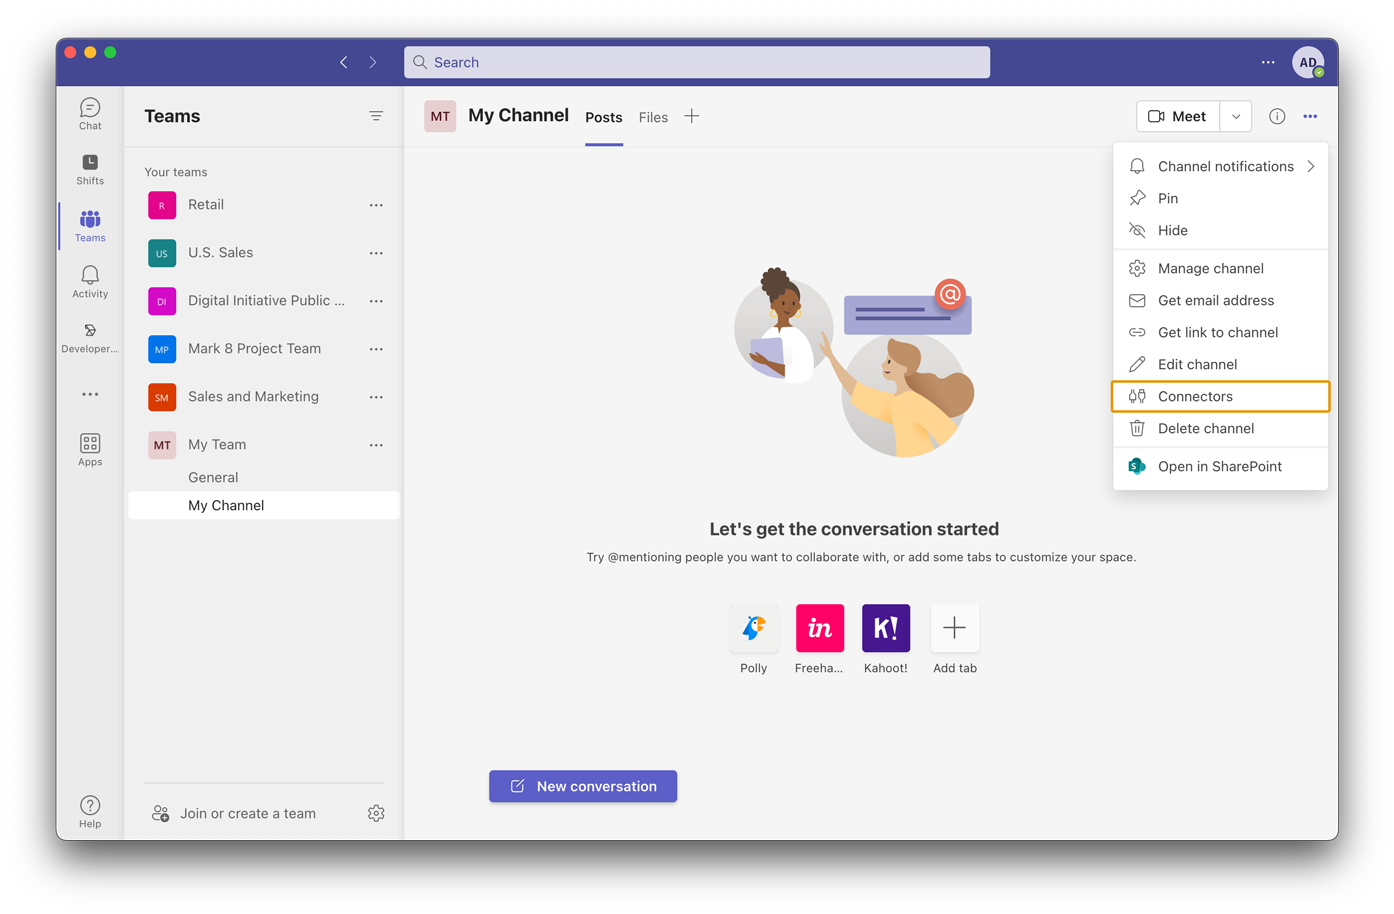 Search
AD
Chat
Shifts
Teams
Activity
Developer...
Apps
Help
Teams
Your teams
R Retail
US U.S. Sales
DI Digital Initiative Public ...
MP Mark 8 Project Team
SM Sales and Marketing
MT My Team
General
My Channel
Join or create a team
MT My Channel Posts Files
Meet
Channel notifications
Pin
Hide
Manage channel
Get email address
Get link to channel
Edit channel
Connectors
Delete channel
S Open in SharePoint
@
Let's get the conversation started
Try @mentioning people you want to collaborate with, or add some tabs to customize your space.
in K!
Polly Freeha... Kahoot! Add tab
New conversation